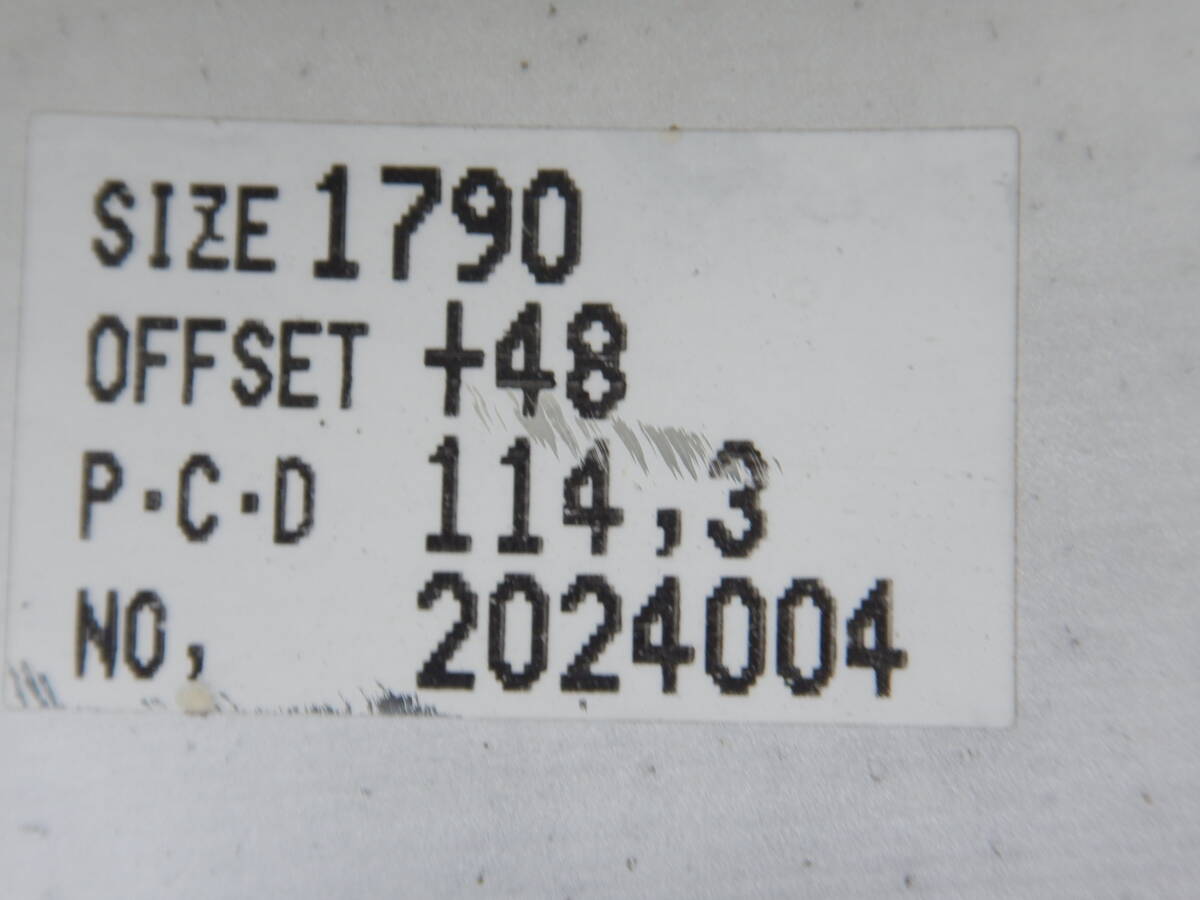 SIZE 1790
OFFSET +48
P·C·D 114,3
NO, 2024004